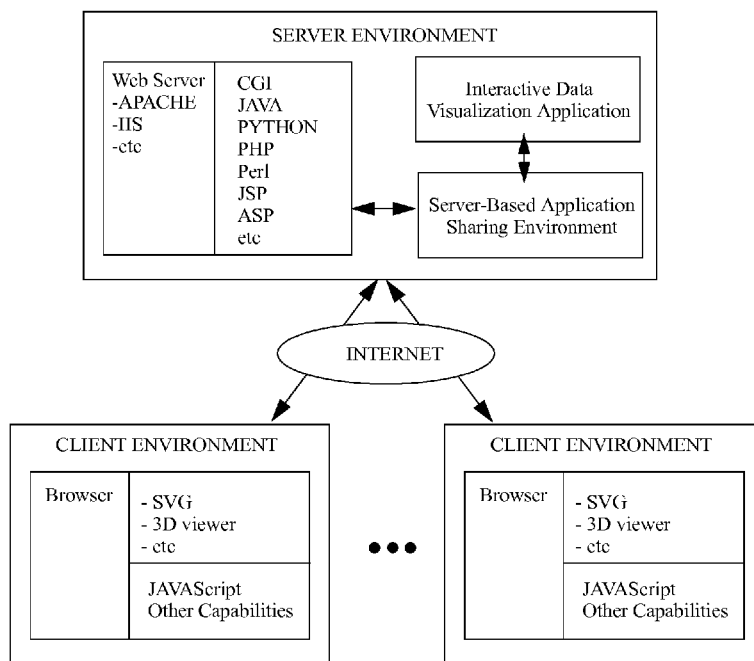 SERVER ENVIRONMENT
Web Server
-APACHE
-IIS
-etc
CGI
JAVA
PYTHON
PHP
Perl
JSP
ASP
etc
Interactive Data
Visualization Application
Server-Based Application
Sharing Environment
INTERNET
CLIENT ENVIRONMENT
Browser
- SVG
- 3D viewer
- etc
JAVAScript
Other Capabilities
CLIENT ENVIRONMENT
Browser
- SVG
- 3D viewer
- etc
JAVAScript
Other Capabilities